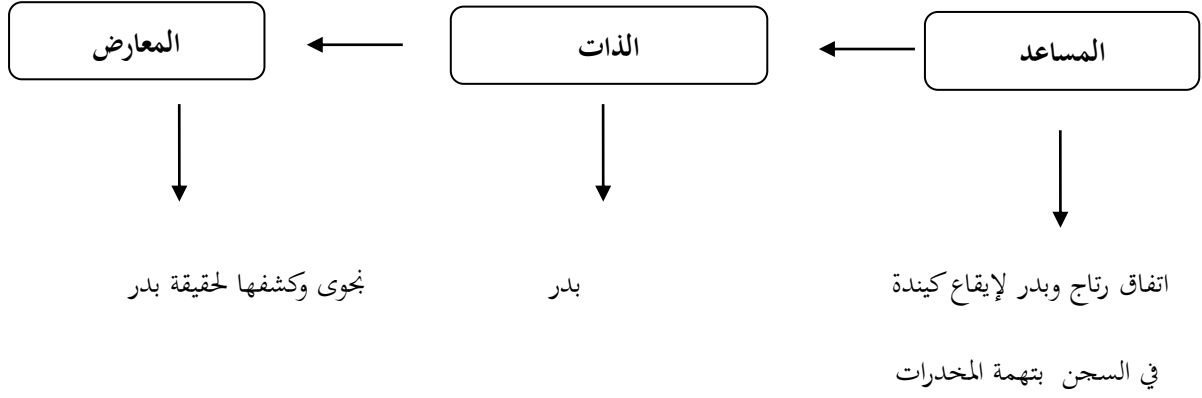 المساعد
الذات
المعارض
اتفاق رتاج وبدر لإيقاع كيندة
في السجن بتهمة المخدرات
بدر
نجوى وكشفها لحقيقة بدر